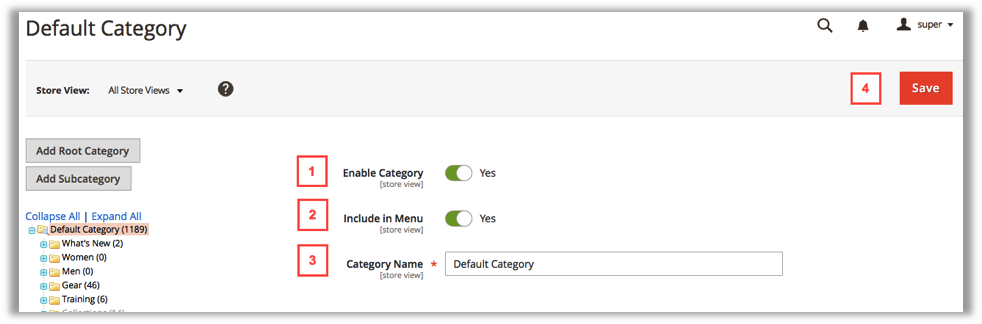 Default Category
super
Store View: All Store Views ?
4 Save
Add Root Category
Add Subcategory
1 Enable Category Yes
[store view]
2 Include in Menu Yes
[store view]
3 Category Name * Default Category
[store view]
Collapse All | Expand All
Default Category (1189)
What's New (2)
Women (0)
Men (0)
Gear (46)
Training (6)